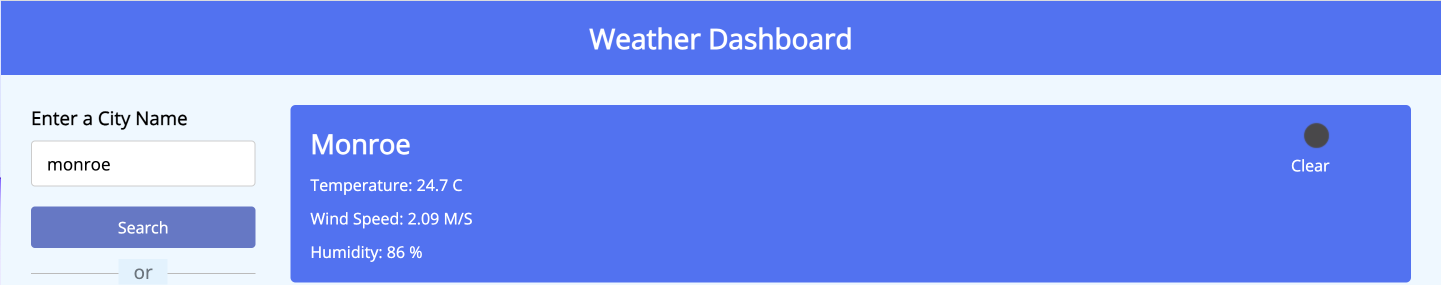 Weather Dashboard
Enter a City Name
monroe
Search
or
Monroe
Clear
Temperature: 24.7 C
Wind Speed: 2.09 M/S
Humidity: 86 %